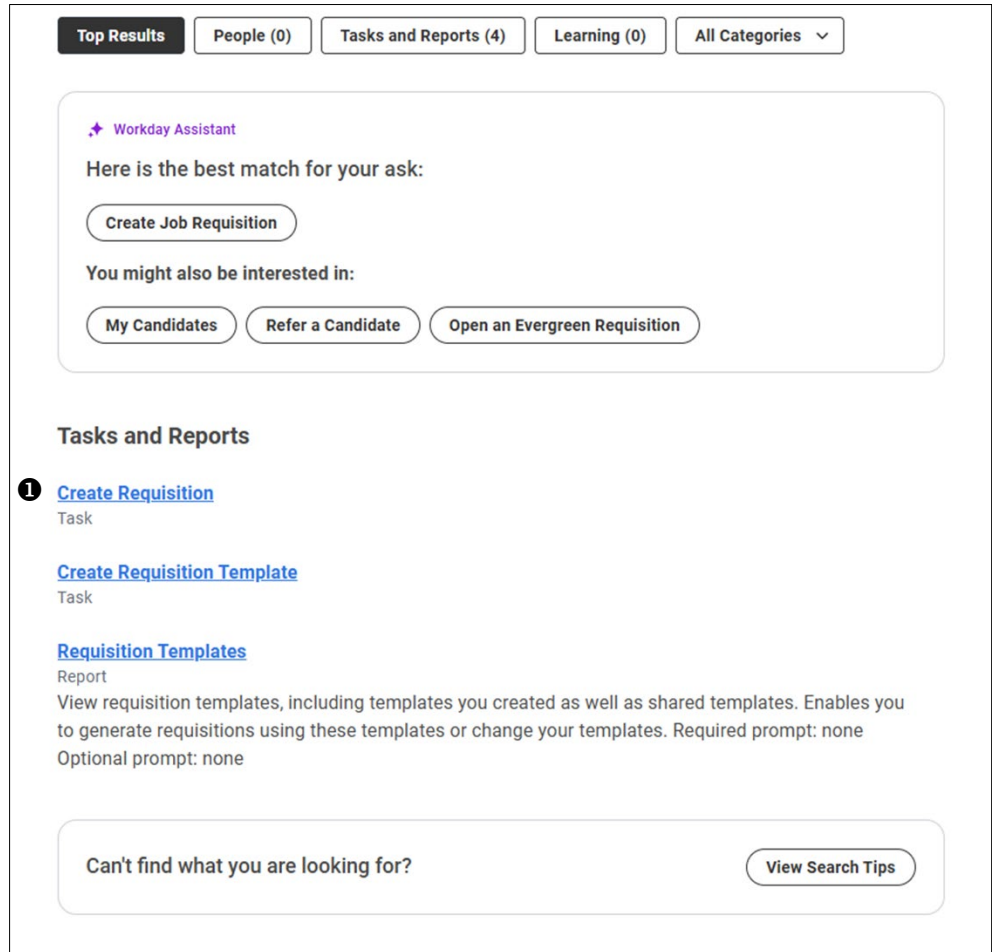 Top Results People (0) Tasks and Reports (4) Learning (0) All Categories
Workday Assistant
Here is the best match for your ask:
Create Job Requisition
You might also be interested in:
My Candidates Refer a Candidate Open an Evergreen Requisition
Tasks and Reports
❶ Create Requisition
Task
Create Requisition Template
Task
Requisition Templates
Report
View requisition templates, including templates you created as well as shared templates. Enables you
to generate requisitions using these templates or change your templates. Required prompt: none
Optional prompt: none
Can't find what you are looking for? View Search Tips